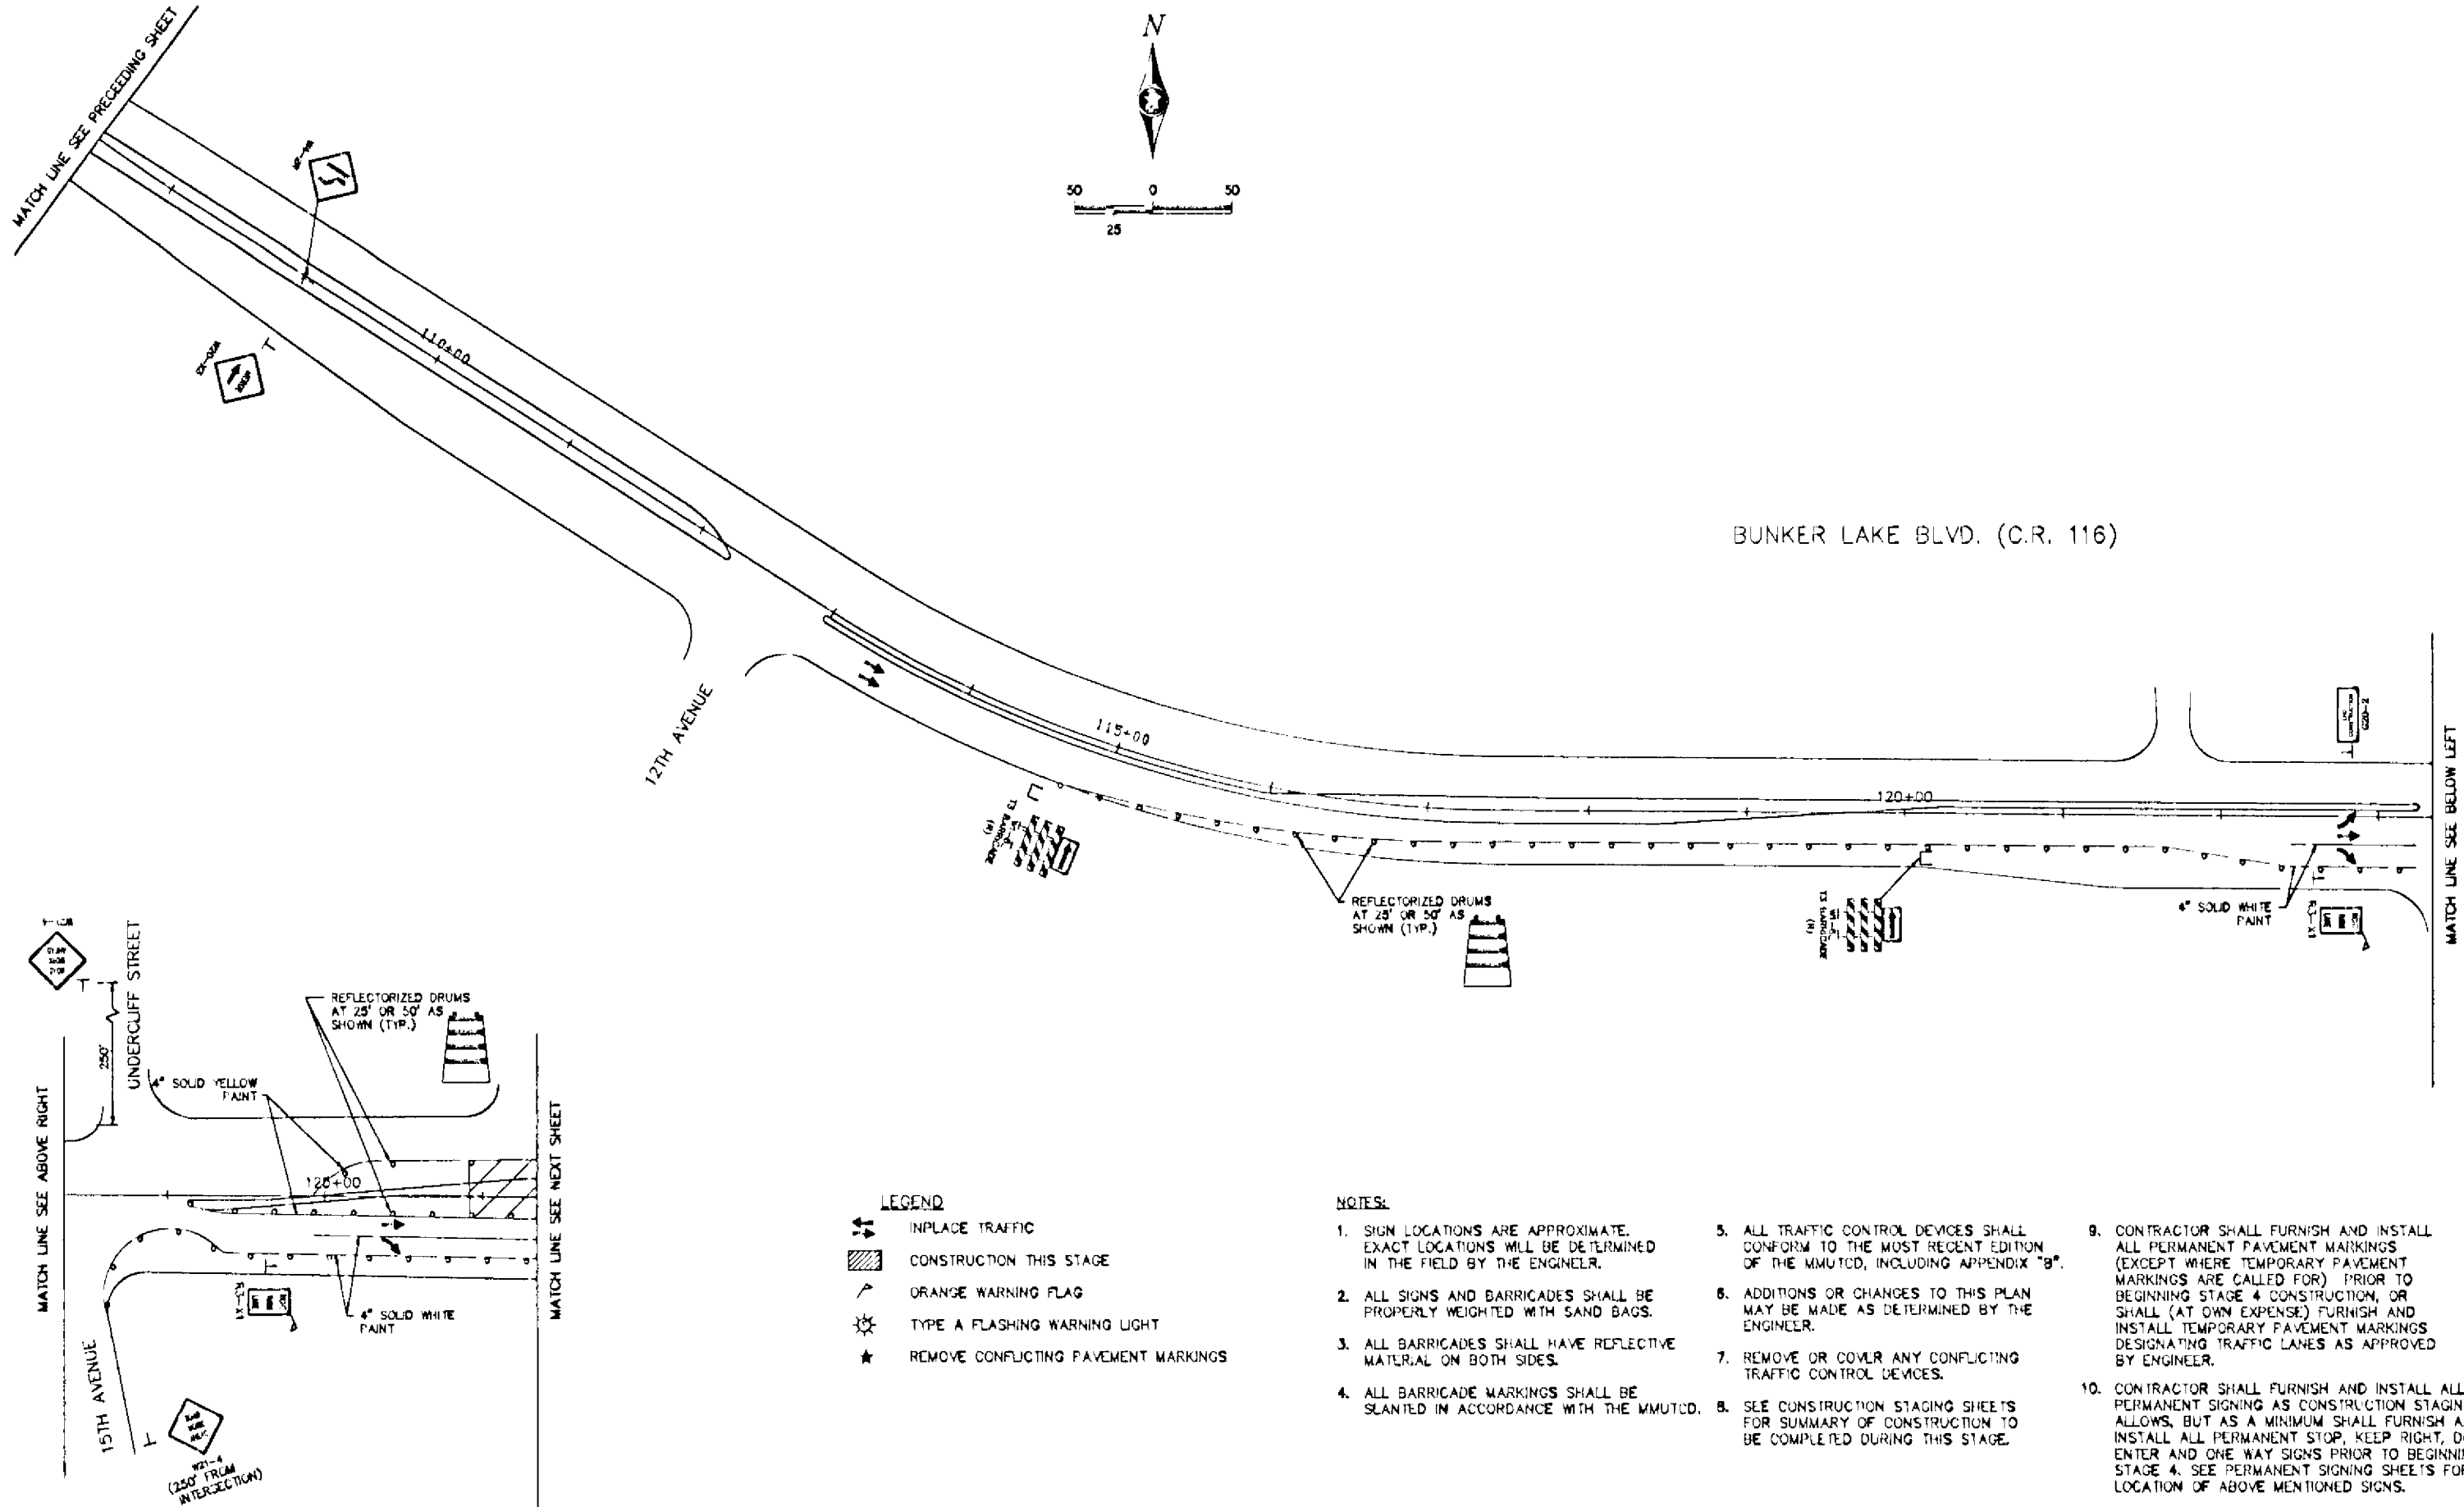 MATCH LINE SEE PRECEEDING SHEET
N
50 0 50
25
110+00
W20-X3
BUNKER LAKE BLVD. (C.R. 116)
12TH AVENUE
115+00
T3 BARRICADE
(R)
REFLECTORIZED DRUMS
AT 25' OR 50' AS
SHOWN (TYP.)
120+00
T3 BARRICADE
(R)
G20-2
4" SOLID WHITE
PAINT
MATCH LINE SEE BELOW LEFT
W21-4
UNDERCLIFF STREET
250'
REFLECTORIZED DRUMS
AT 25' OR 50' AS
SHOWN (TYP.)
4" SOLID YELLOW
PAINT
MATCH LINE SEE ABOVE RIGHT
125+00
MATCH LINE SEE NEXT SHEET
4" SOLID WHITE
PAINT
15TH AVENUE
W21-4
(250' FROM
INTERSECTION)
LEGEND
INPLACE TRAFFIC
CONSTRUCTION THIS STAGE
ORANGE WARNING FLAG
TYPE A FLASHING WARNING LIGHT
REMOVE CONFLICTING PAVEMENT MARKINGS
NOTES:
1. SIGN LOCATIONS ARE APPROXIMATE.
EXACT LOCATIONS WILL BE DETERMINED
IN THE FIELD BY THE ENGINEER.
2. ALL SIGNS AND BARRICADES SHALL BE
PROPERLY WEIGHTED WITH SAND BAGS.
3. ALL BARRICADES SHALL HAVE REFLECTIVE
MATERIAL ON BOTH SIDES.
4. ALL BARRICADE MARKINGS SHALL BE
SLANTED IN ACCORDANCE WITH THE MMUTCD.
5. ALL TRAFFIC CONTROL DEVICES SHALL
CONFORM TO THE MOST RECENT EDITION
OF THE MMUTCD, INCLUDING APPENDIX "B".
6. ADDITIONS OR CHANGES TO THIS PLAN
MAY BE MADE AS DETERMINED BY THE
ENGINEER.
7. REMOVE OR COVER ANY CONFLICTING
TRAFFIC CONTROL DEVICES.
8. SEE CONSTRUCTION STAGING SHEETS
FOR SUMMARY OF CONSTRUCTION TO
BE COMPLETED DURING THIS STAGE.
9. CONTRACTOR SHALL FURNISH AND INSTALL
ALL PERMANENT PAVEMENT MARKINGS
(EXCEPT WHERE TEMPORARY PAVEMENT
MARKINGS ARE CALLED FOR) PRIOR TO
BEGINNING STAGE 4 CONSTRUCTION, OR
SHALL (AT OWN EXPENSE) FURNISH AND
INSTALL TEMPORARY PAVEMENT MARKINGS
DESIGNATING TRAFFIC LANES AS APPROVED
BY ENGINEER.
10. CONTRACTOR SHALL FURNISH AND INSTALL ALL
PERMANENT SIGNING AS CONSTRUCTION STAGIN
ALLOWS, BUT AS A MINIMUM SHALL FURNISH A
INSTALL ALL PERMANENT STOP, KEEP RIGHT, D
ENTER AND ONE WAY SIGNS PRIOR TO BEGINNI
STAGE 4. SEE PERMANENT SIGNING SHEETS FO
LOCATION OF ABOVE MENTIONED SIGNS.